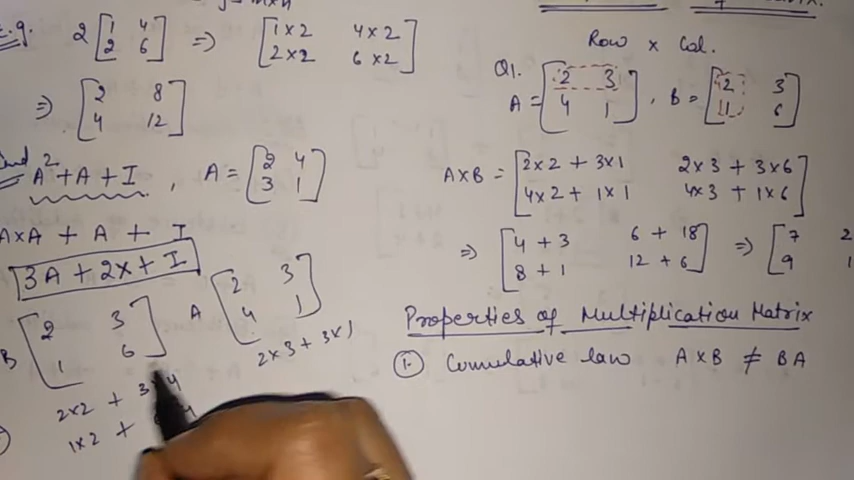 e.g. 2 [1 4 2 6] ⇒ [1×2 4×2 2×2 6×2]
⇒ [2 8 4 12]
A² + A + I , A = [2 4 3 1]
A×A + A + I
3A + 2x + I
B [2 3 1 6] A [2 3 4 1]
2×3 + 3×1
2×2 + 3×4
1×2 +
Row × Col.
Q1. A = [2 3 4 1] , B = [2 3 1 6]
A×B = [2×2 + 3×1 2×3 + 3×6
4×2 + 1×1 4×3 + 1×6]
⇒ [4 + 3 6 + 18 8 + 1 12 + 6] ⇒ [7 2 9 1
Properties of Multiplication Matrix
1. Cumulative law A×B ≠ BA